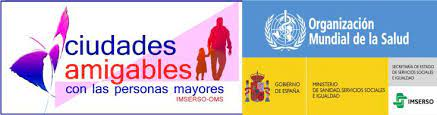 ciudades
amigables
con las personas mayores
IMSERSO-OMS
Organización
Mundial de la Salud
GOBIERNO
DE ESPAÑA
MINISTERIO
DE SANIDAD, SERVICIOS SOCIALES
E IGUALDAD
SECRETARÍA DE ESTADO
DE SERVICIOS SOCIALES
E IGUALDAD
IMSERSO